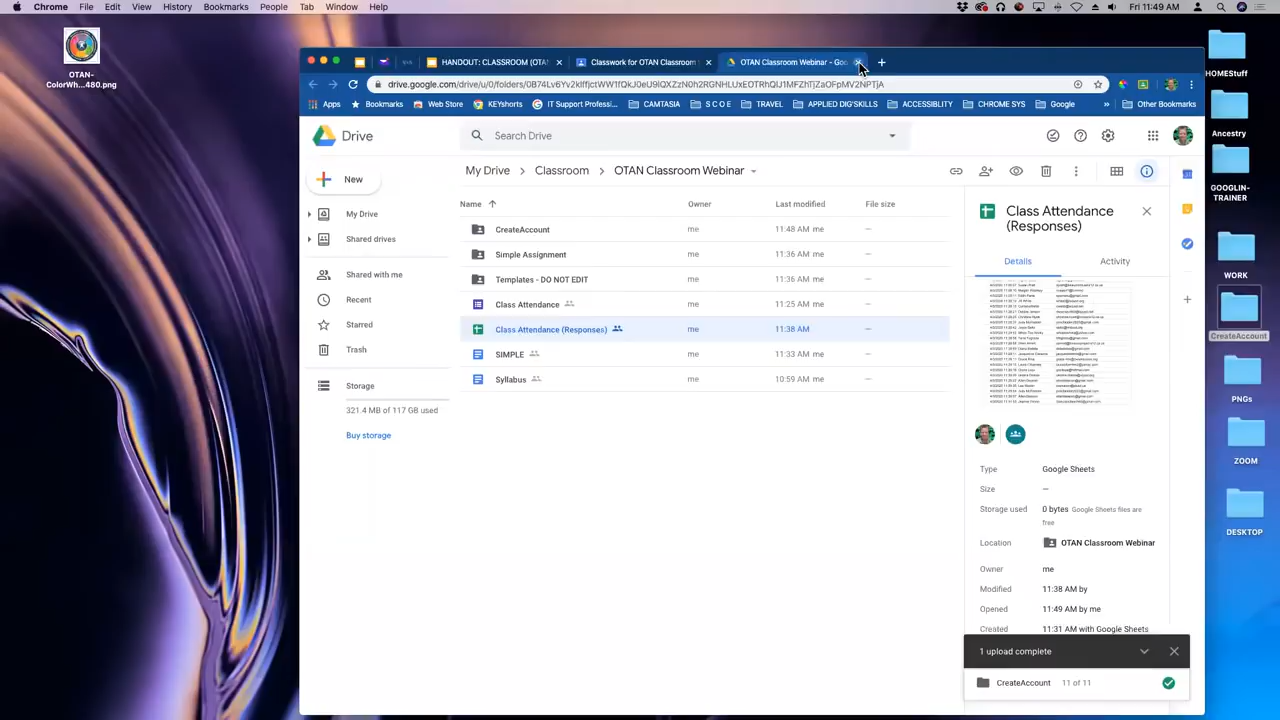 Chrome File Edit View History Bookmarks People Tab Window Help Fri 11:49 AM
OTAN-
ColorWh...480.png
HANDOUT: CLASSROOM (OTA
Classwork for OTAN Classroom
OTAN Classroom Webinar - Goo
Apps Bookmarks Web Store KEYshorts IT Support Professi... CAMTASIA S C O E TRAVEL APPLIED DIG'SKILLS ACCESSIBILITY CHROME SYS Google » Other Bookmarks
Drive
Search Drive
New
My Drive
Shared drives
Shared with me
Recent
Starred
Trash
Storage
321.4 MB of 117 GB used
Buy storage
My Drive > Classroom > OTAN Classroom Webinar
Name Owner Last modified File size
CreateAccount me 11:48 AM me —
Simple Assignment me 11:36 AM me —
Templates - DO NOT EDIT me 11:36 AM me —
Class Attendance me 11:25 AM me —
Class Attendance (Responses) me 11:38 AM —
SIMPLE me 11:33 AM me —
Syllabus me 10:59 AM me —
Class Attendance
(Responses)
Details Activity
Type Google Sheets
Size —
Storage used 0 bytes Google Sheets files are
free
Location OTAN Classroom Webinar
Owner me
Modified 11:38 AM by
Opened 11:49 AM by me
Created 11:31 AM with Google Sheets
1 upload complete
CreateAccount 11 of 11
HOMEStuff
Ancestry
GOOGLIN-
TRAINER
WORK
CreateAccount
PNGs
ZOOM
DESKTOP